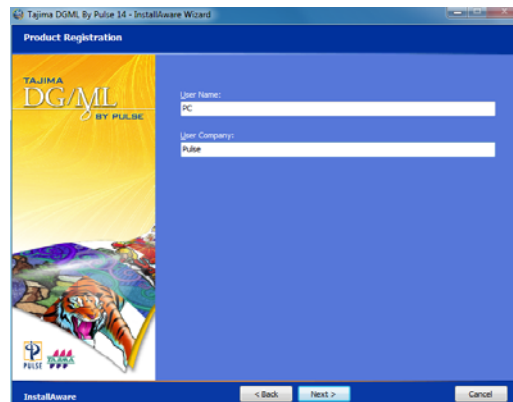 Tajima DGML By Pulse 14 - InstallAware Wizard
Product Registration
TAJIMA
DG/ML
BY PULSE
User Name:
PC
User Company:
Pulse
PULSE
TAJIMA
InstallAware
< Back
Next >
Cancel